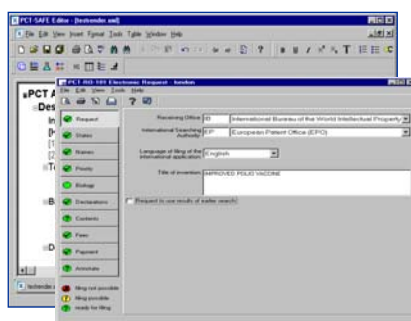 PCT-SAFE Editor - [testrender.xml]
File Edit View Insert Format Tools Table Window Help
PCT A
Des
PCT-RO-101 Electronic Request - london
File Edit View Tools Help
Request
States
Names
Priority
Biology
Declarations
Contents
Fees
Payment
Annotate
Receiving Office IB International Bureau of the World Intellectual Property
International Searching Authority EP European Patent Office (EPO)
Language of filing of the international application English
Title of invention IMPROVED POLIO VACCINE
Request to use results of earlier search
filing not possible
filing possible
ready for filing